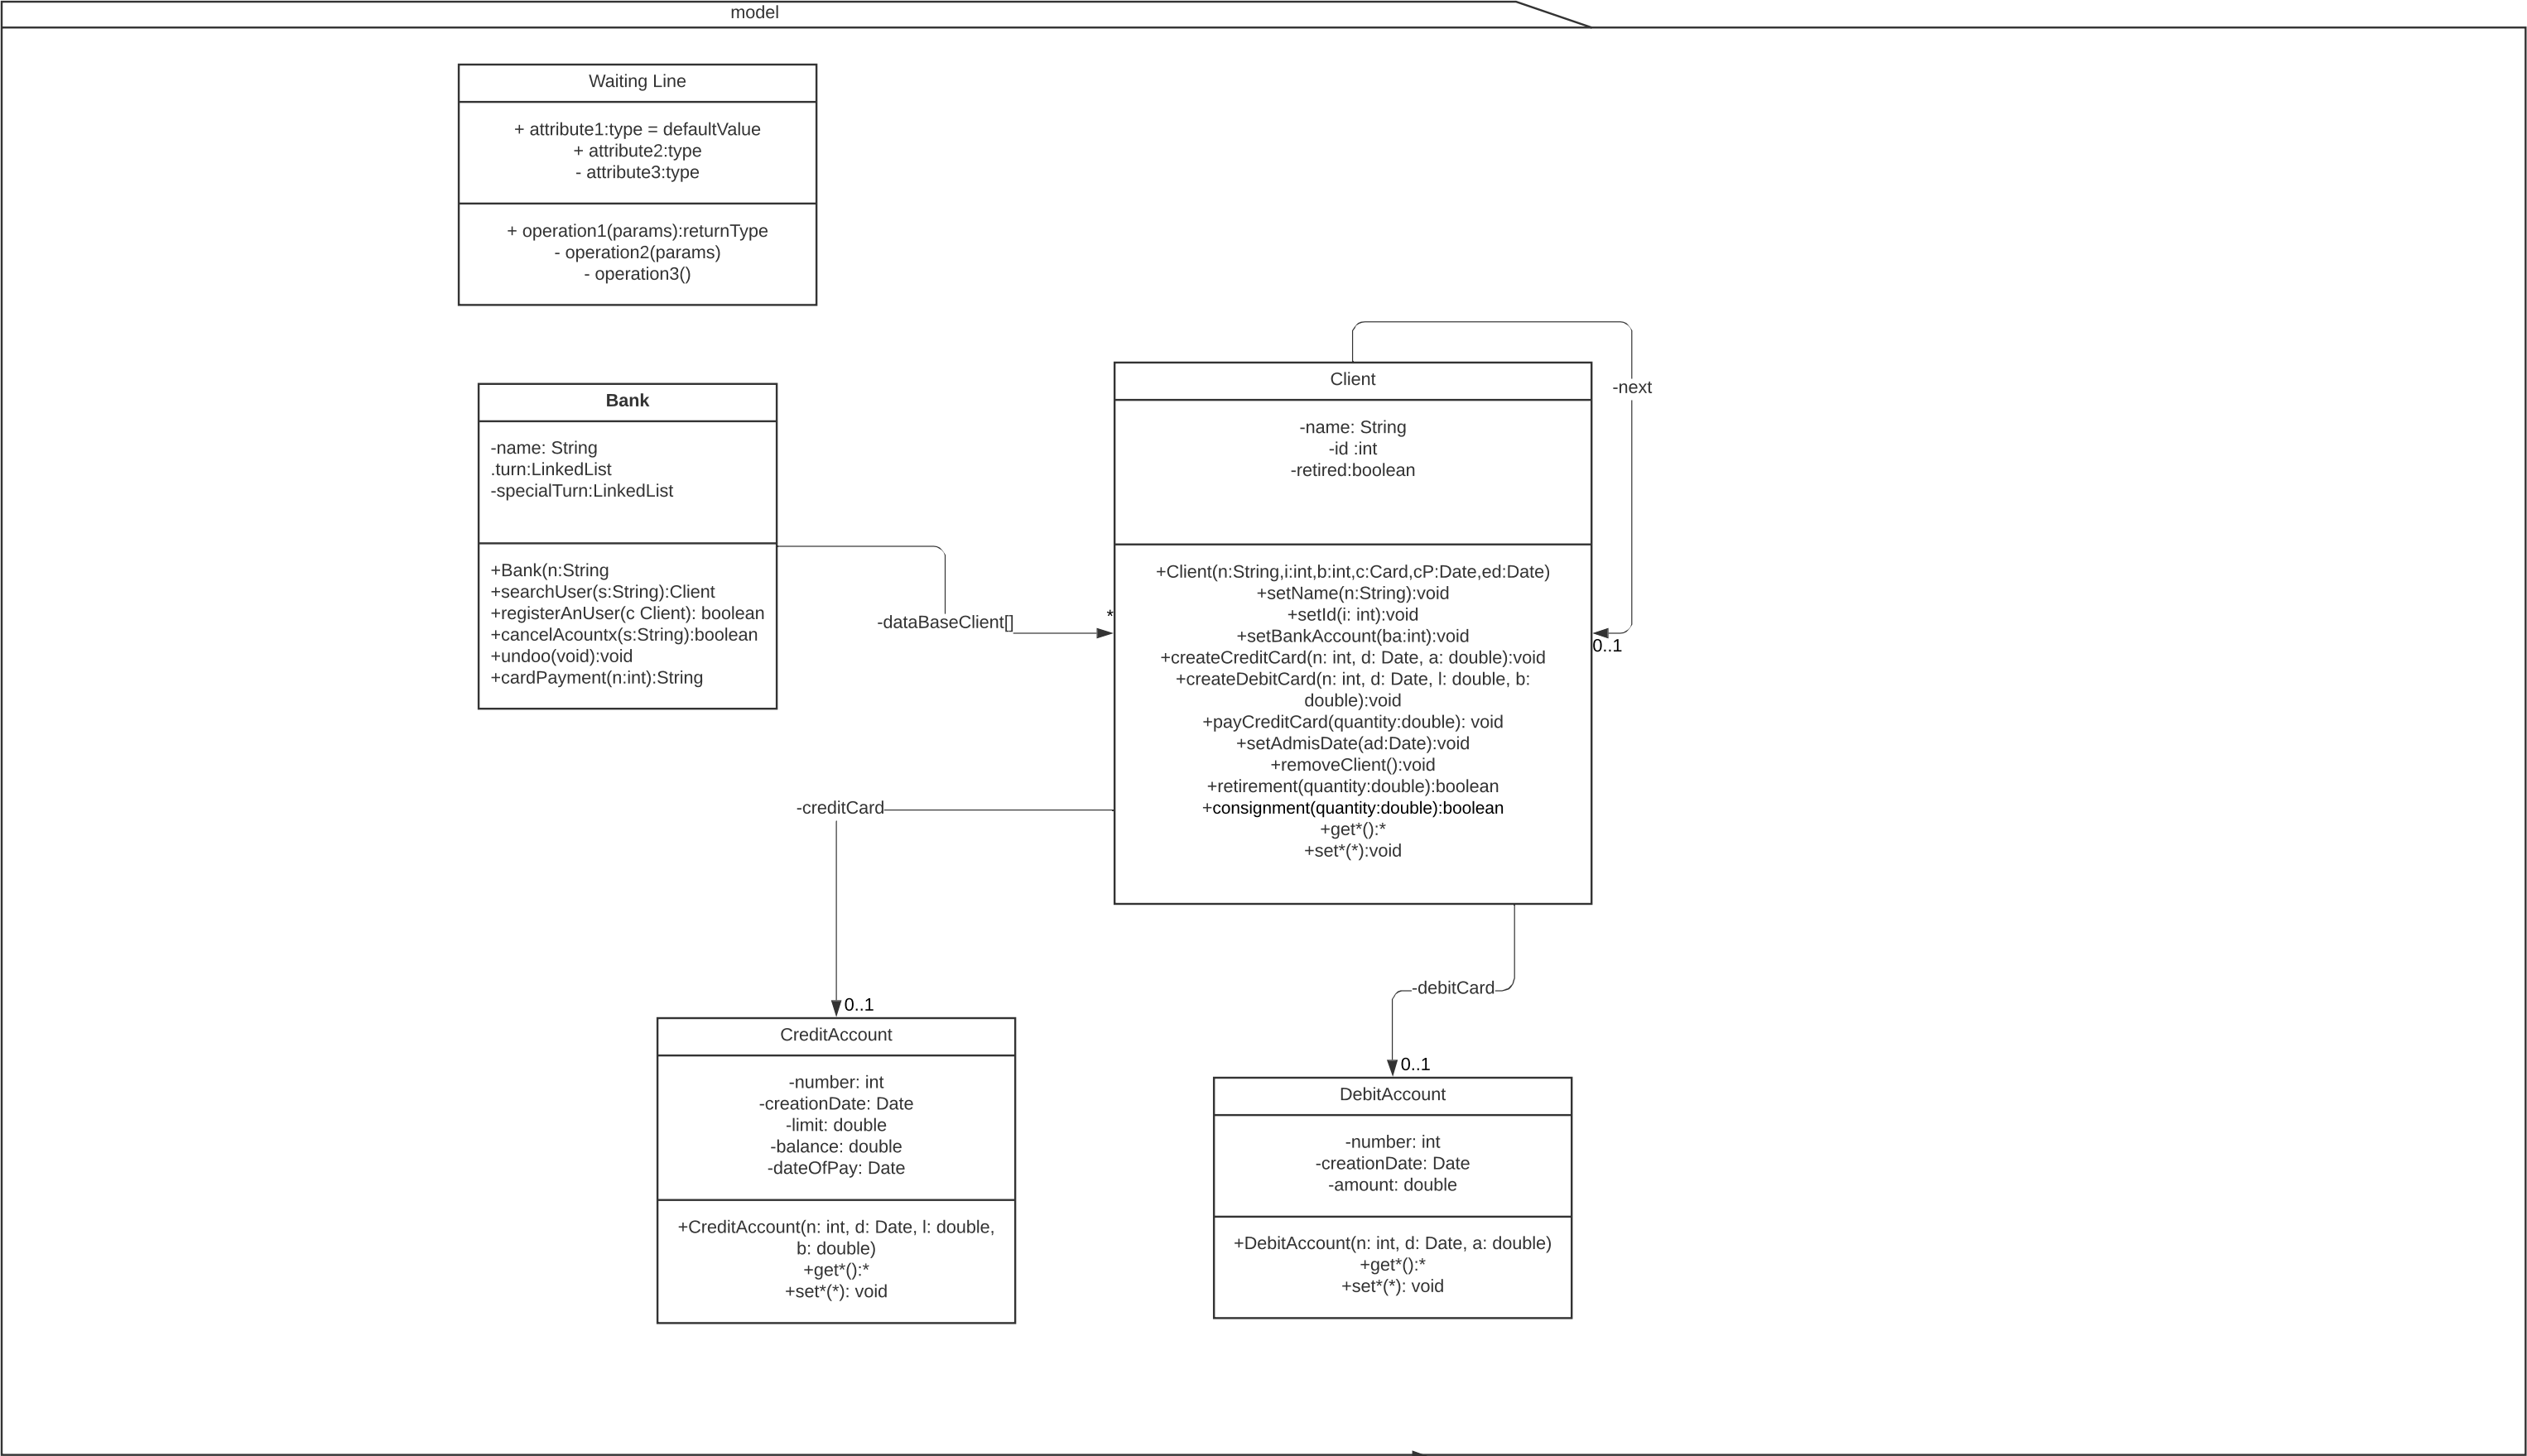 model
Waiting Line
+ attribute1:type = defaultValue
+ attribute2:type
- attribute3:type
+ operation1(params):returnType
- operation2(params)
- operation3()
Bank
-name: String
.turn:LinkedList
-specialTurn:LinkedList
+Bank(n:String
+searchUser(s:String):Client
+registerAnUser(c Client): boolean
+cancelAcountx(s:String):boolean
+undoo(void):void
+cardPayment(n:int):String
-dataBaseClient[]
*
Client
-name: String
-id :int
-retired:boolean
+Client(n:String,i:int,b:int,c:Card,cP:Date,ed:Date)
+setName(n:String):void
+setId(i: int):void
+setBankAccount(ba:int):void
+createCreditCard(n: int, d: Date, a: double):void
+createDebitCard(n: int, d: Date, l: double, b:
double):void
+payCreditCard(quantity:double): void
+setAdmisDate(ad:Date):void
+removeClient():void
+retirement(quantity:double):boolean
+consignment(quantity:double):boolean
+get*():*
+set*(*):void
-next
0..1
-creditCard
0..1
-debitCard
0..1
CreditAccount
-number: int
-creationDate: Date
-limit: double
-balance: double
-dateOfPay: Date
+CreditAccount(n: int, d: Date, l: double,
b: double)
+get*():*
+set*(*): void
DebitAccount
-number: int
-creationDate: Date
-amount: double
+DebitAccount(n: int, d: Date, a: double)
+get*():*
+set*(*): void